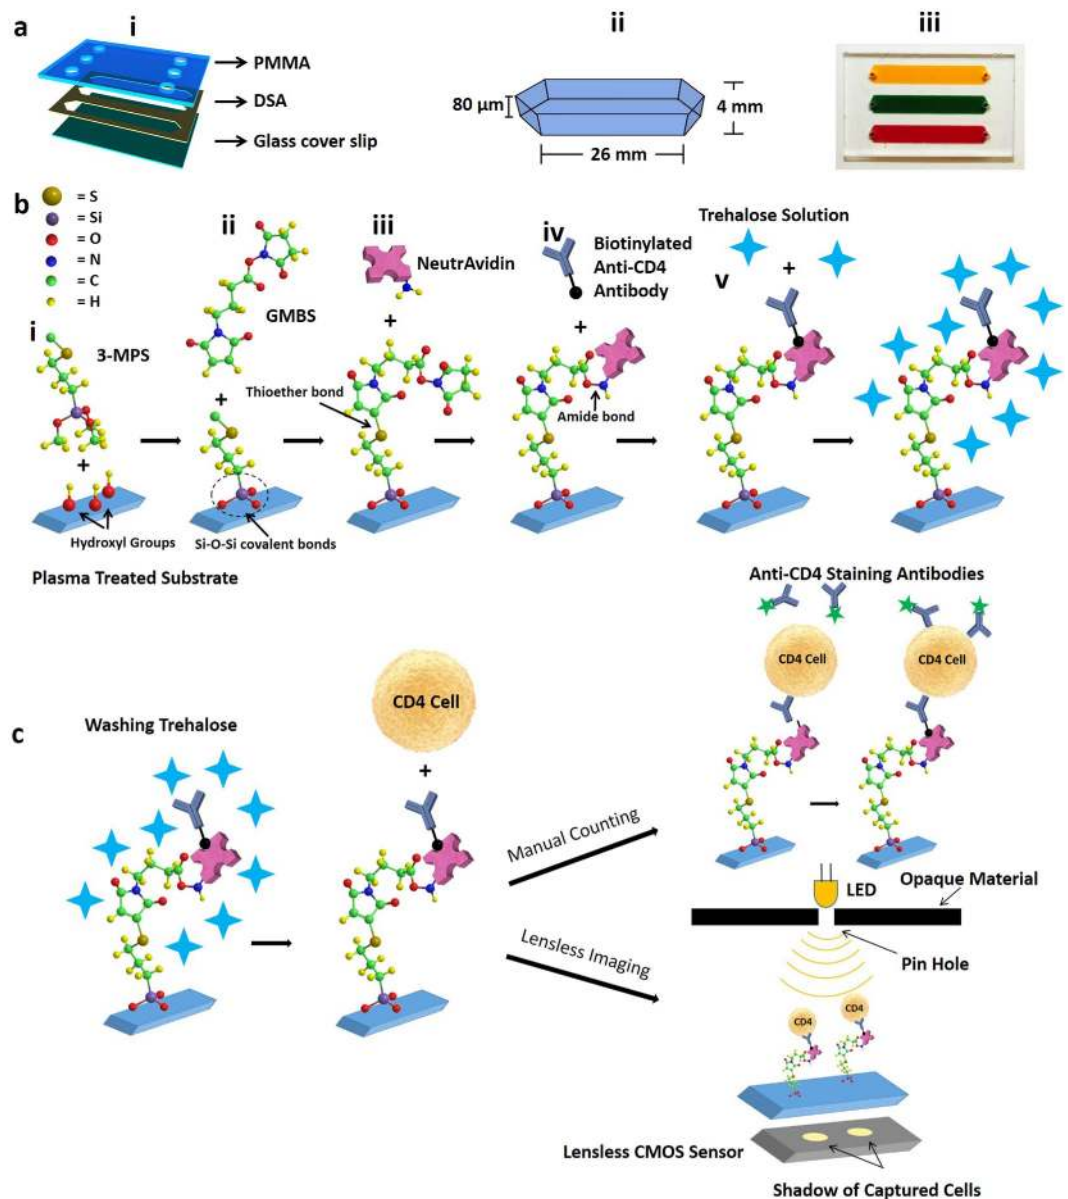 a
i
PMMA
DSA
Glass cover slip
ii
80 µm
4 mm
26 mm
iii
b
= S
= Si
= O
= N
= C
= H
i
3-MPS
Hydroxyl Groups
Plasma Treated Substrate
ii
GMBS
Thioether bond
Si-O-Si covalent bonds
iii
NeutrAvidin
iv
Biotinylated
Anti-CD4
Antibody
Amide bond
Trehalose Solution
v
c
Washing Trehalose
CD4 Cell
Manual Counting
Lensless Imaging
Anti-CD4 Staining Antibodies
CD4 Cell
CD4 Cell
LED
Opaque Material
Pin Hole
CD4
CD4
Lensless CMOS Sensor
Shadow of Captured Cells